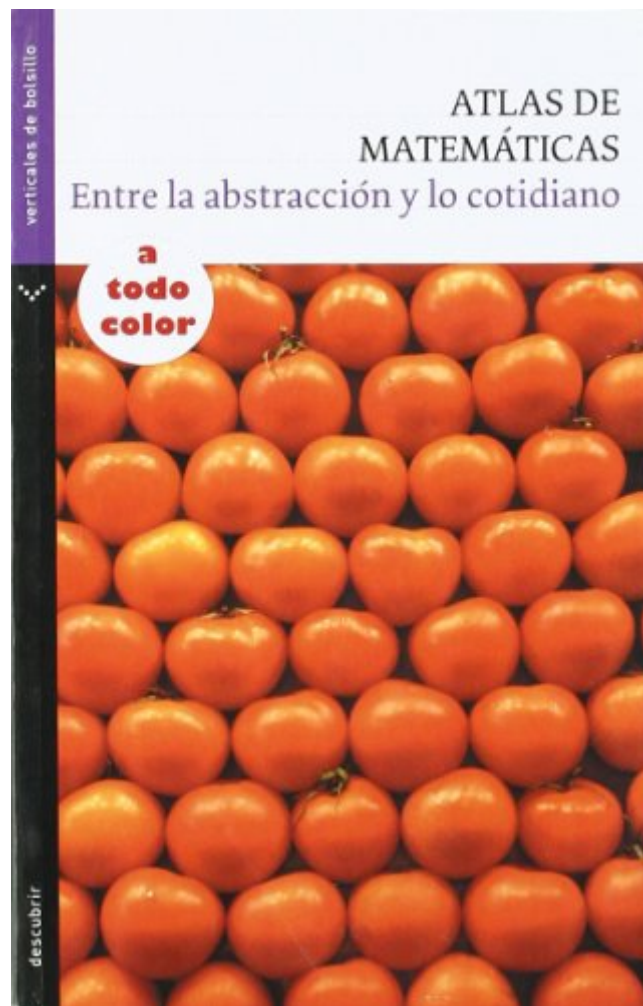 verticales de bolsillo
ATLAS DE
MATEMÁTICAS
Entre la abstracción y lo cotidiano
a
todo
color
descubrir